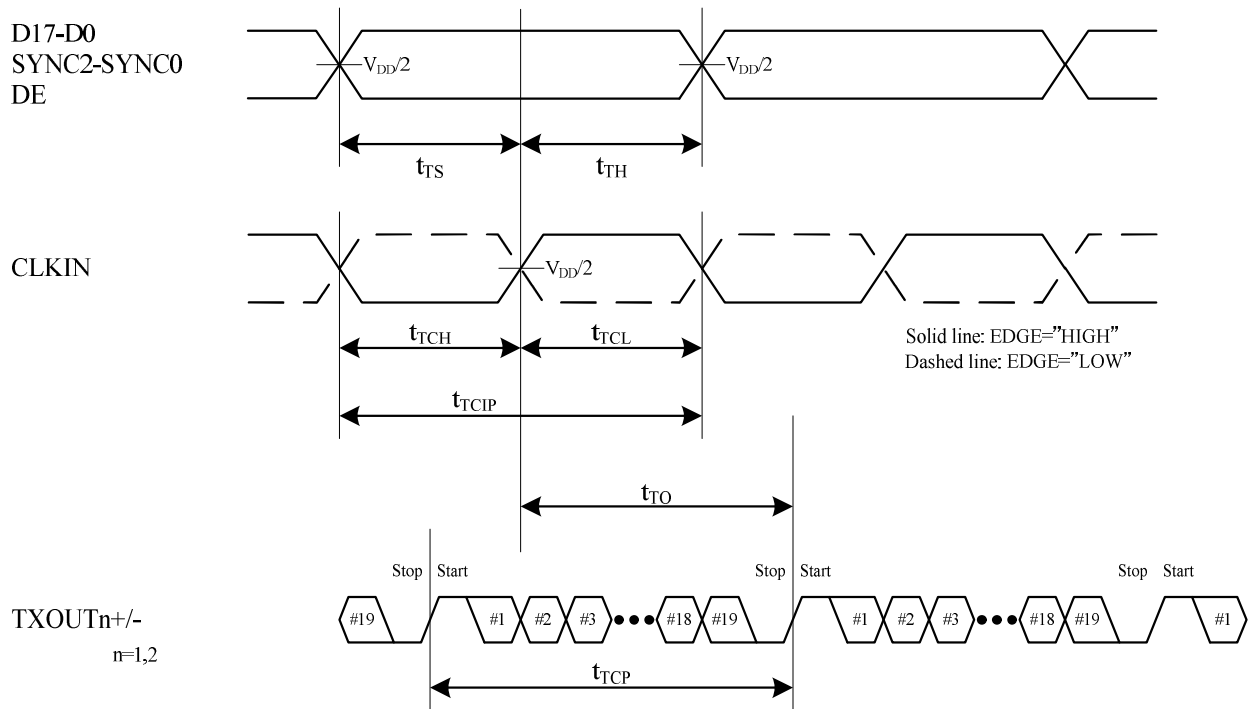 D17-D0
SYNC2-SYNC0
DE
VDD/2 VDD/2
tTS tTH
CLKIN
VDD/2
tTCH tTCL
Solid line: EDGE="HIGH"
Dashed line: EDGE="LOW"
tTCIP
tTO
Stop Start Stop Start Stop Start
TXOUTn+/-
#19 #1 #2 #3 #18 #19 #1 #2 #3 #18 #19 #1
n=1,2
tTCP